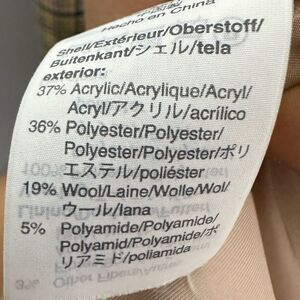 Hecho en China
Shell/Extérieur/Oberstoff/
Buitenkant/シェル/tela
exterior:
37% Acrylic/Acrylique/Acryl/
Acryl/アクリル/acrílico
36% Polyester/Polyester/
Polyester/Polyester/ポリ
エステル/poliéster
19% Wool/Laine/Wolle/Wol/
ウール/lana
5% Polyamide/Polyamide/
Polyamid/Polyamide/ポ
リアミド/poliamida